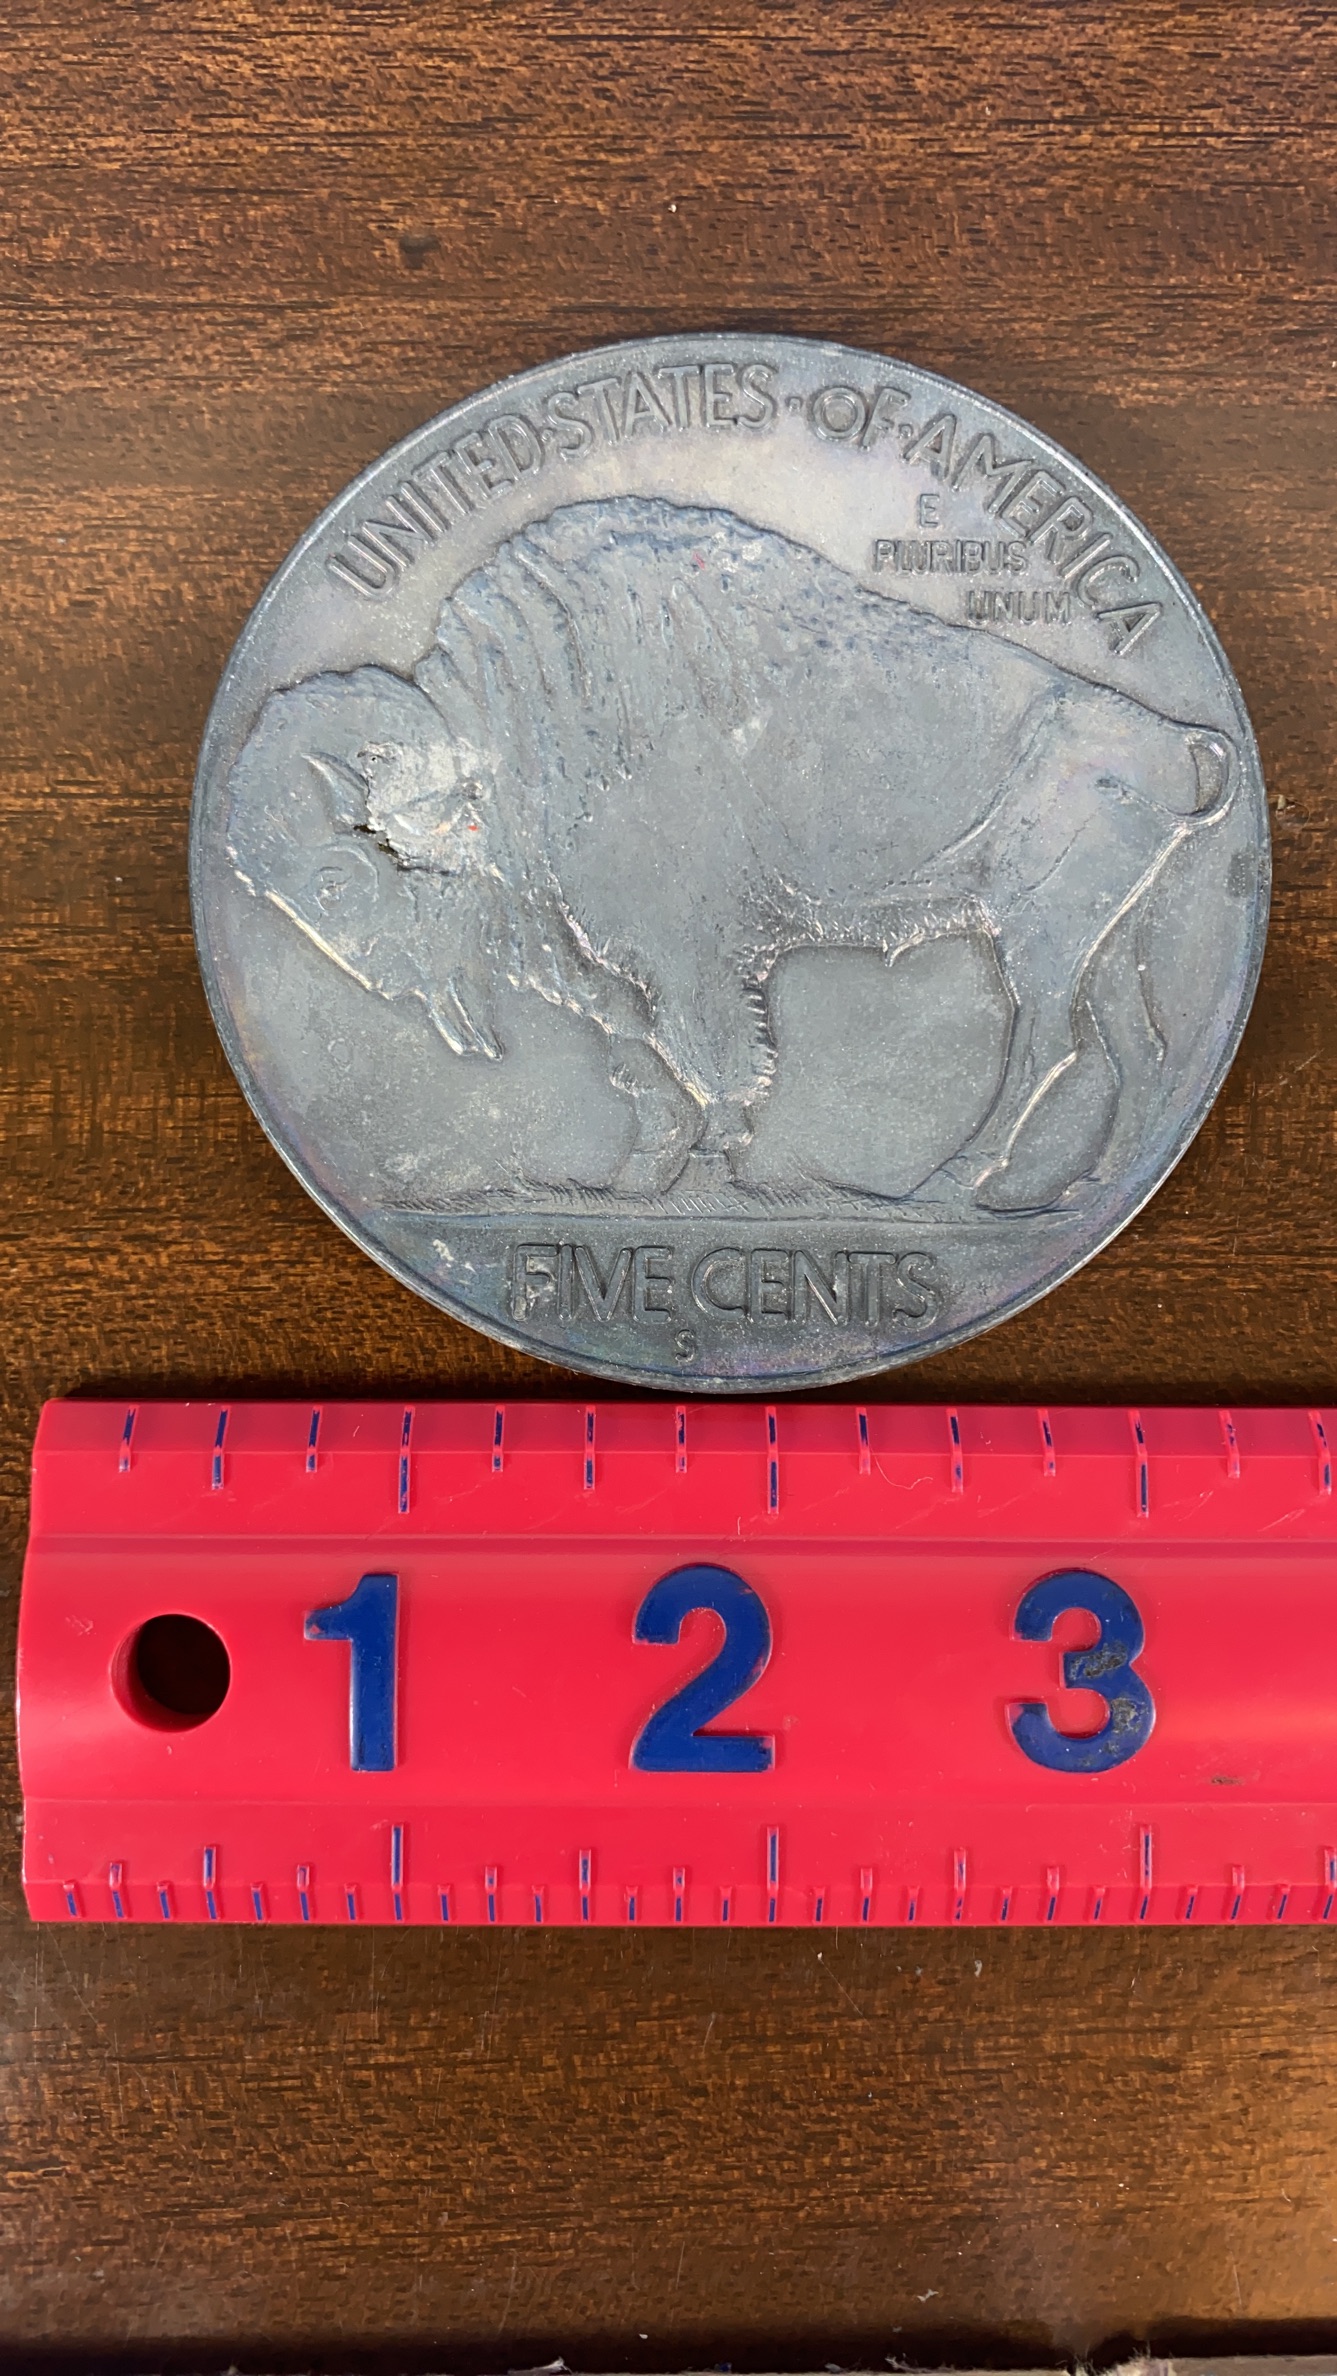 UNITED·STATES·OF·AMERICA
E
PLURIBUS
UNUM
FIVE CENTS
S
1 2 3